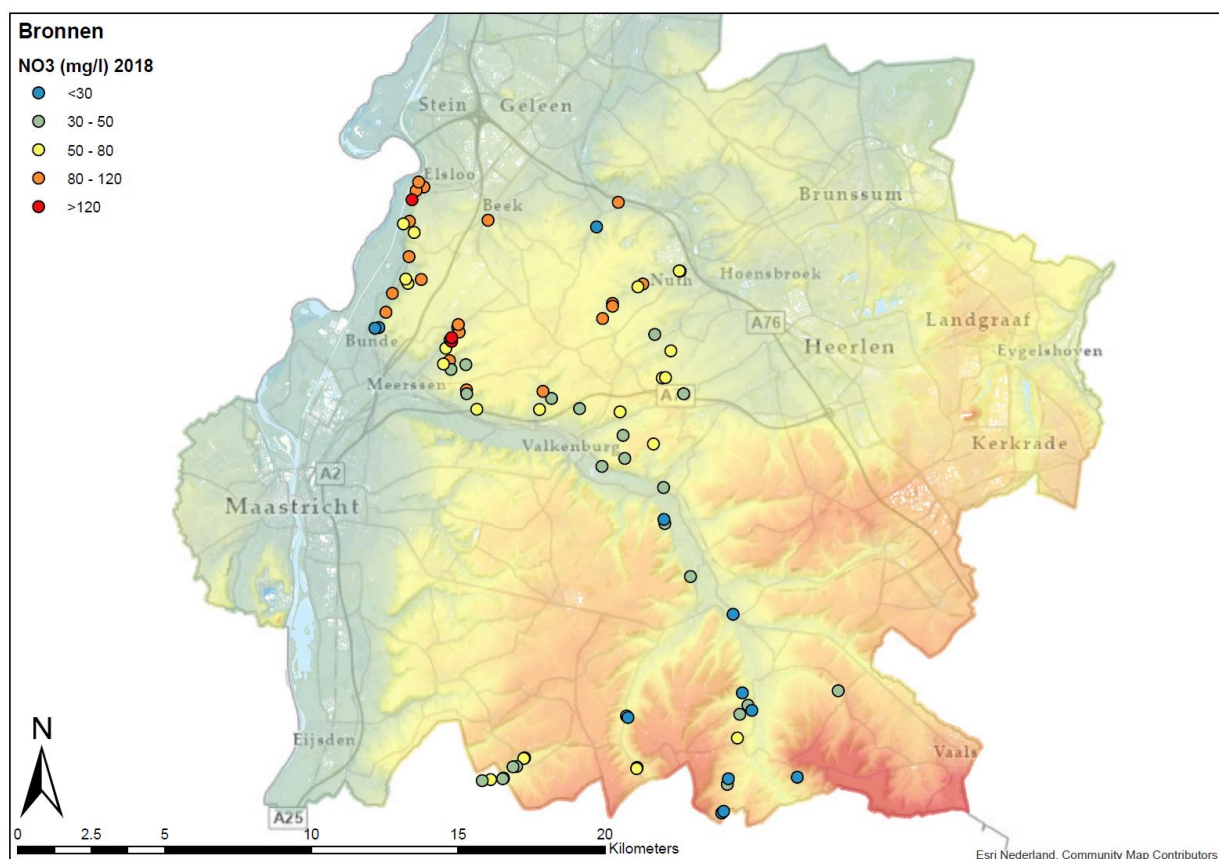 Bronnen
NO3 (mg/l) 2018
<30
30 - 50
50 - 80
80 - 120
>120
Stein
Geleen
Elsloo
Beek
Brunssum
Nuth
Hoensbroek
A76
Landgraaf
Bunde
Heerlen
Eygelshoven
Meerssen
Kerkrade
Valkenburg
A2
Maastricht
N
Eijsden
Vaals
A25
0 2.5 5 10 15 20
Kilometers
Esri Nederland, Community Map Contributors